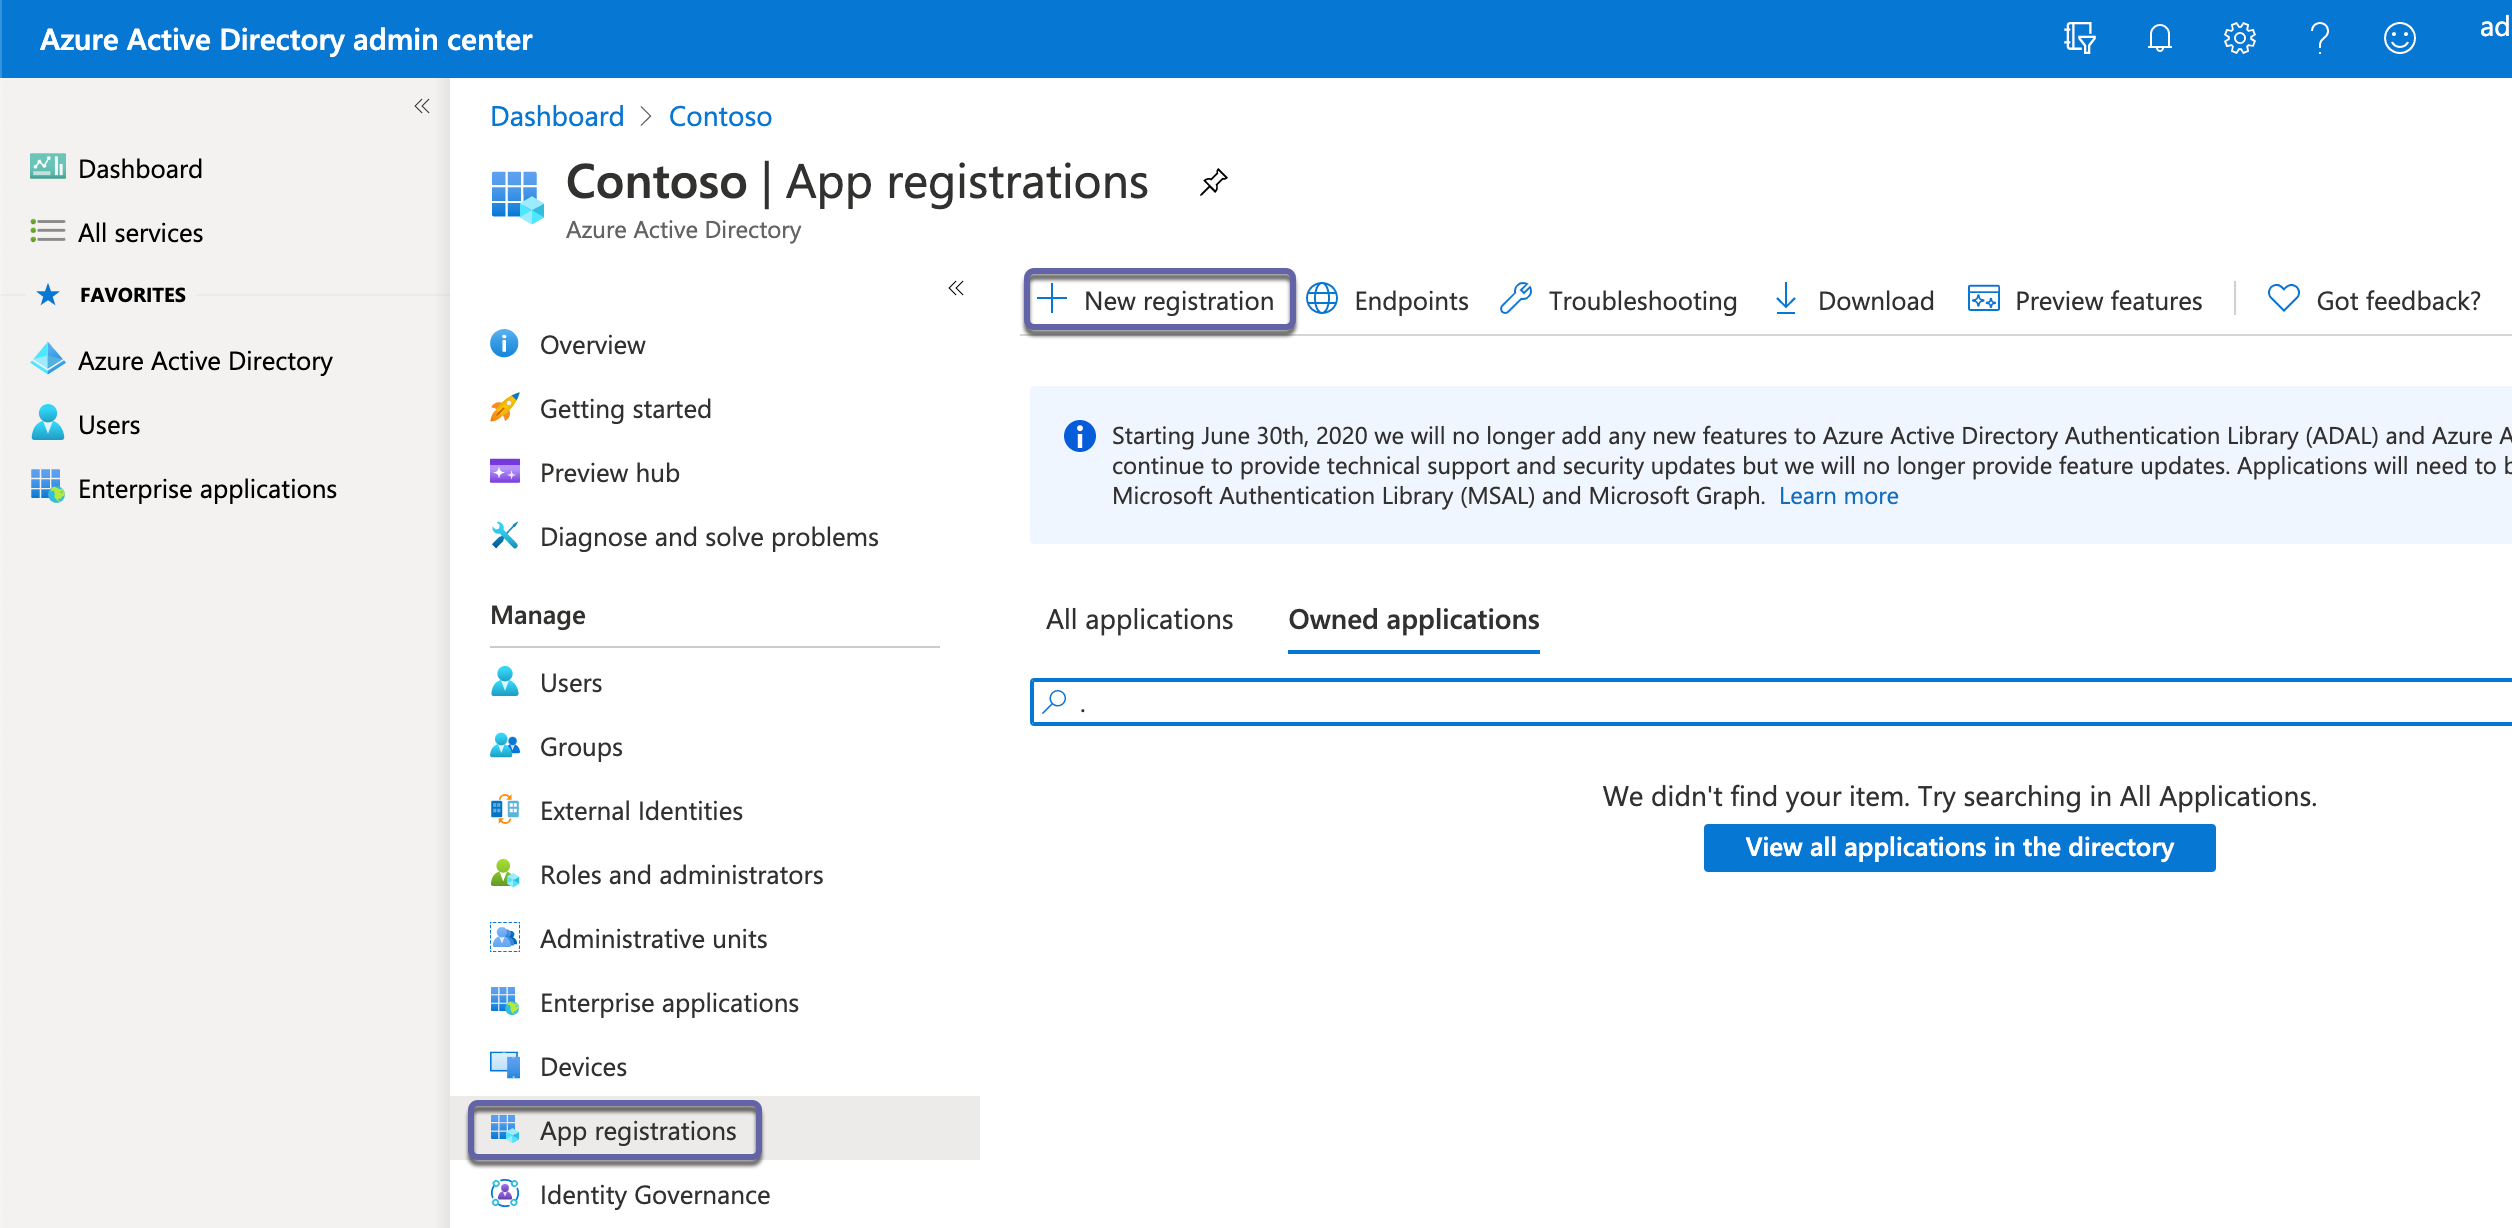 Azure Active Directory admin center
ad
Dashboard
All services
FAVORITES
Azure Active Directory
Users
Enterprise applications
Dashboard > Contoso
Contoso | App registrations
Azure Active Directory
Overview
Getting started
Preview hub
Diagnose and solve problems
Manage
Users
Groups
External Identities
Roles and administrators
Administrative units
Enterprise applications
Devices
App registrations
Identity Governance
New registration Endpoints Troubleshooting Download Preview features Got feedback?
Starting June 30th, 2020 we will no longer add any new features to Azure Active Directory Authentication Library (ADAL) and Azure A
continue to provide technical support and security updates but we will no longer provide feature updates. Applications will need to b
Microsoft Authentication Library (MSAL) and Microsoft Graph. Learn more
All applications Owned applications
.
We didn't find your item. Try searching in All Applications.
View all applications in the directory